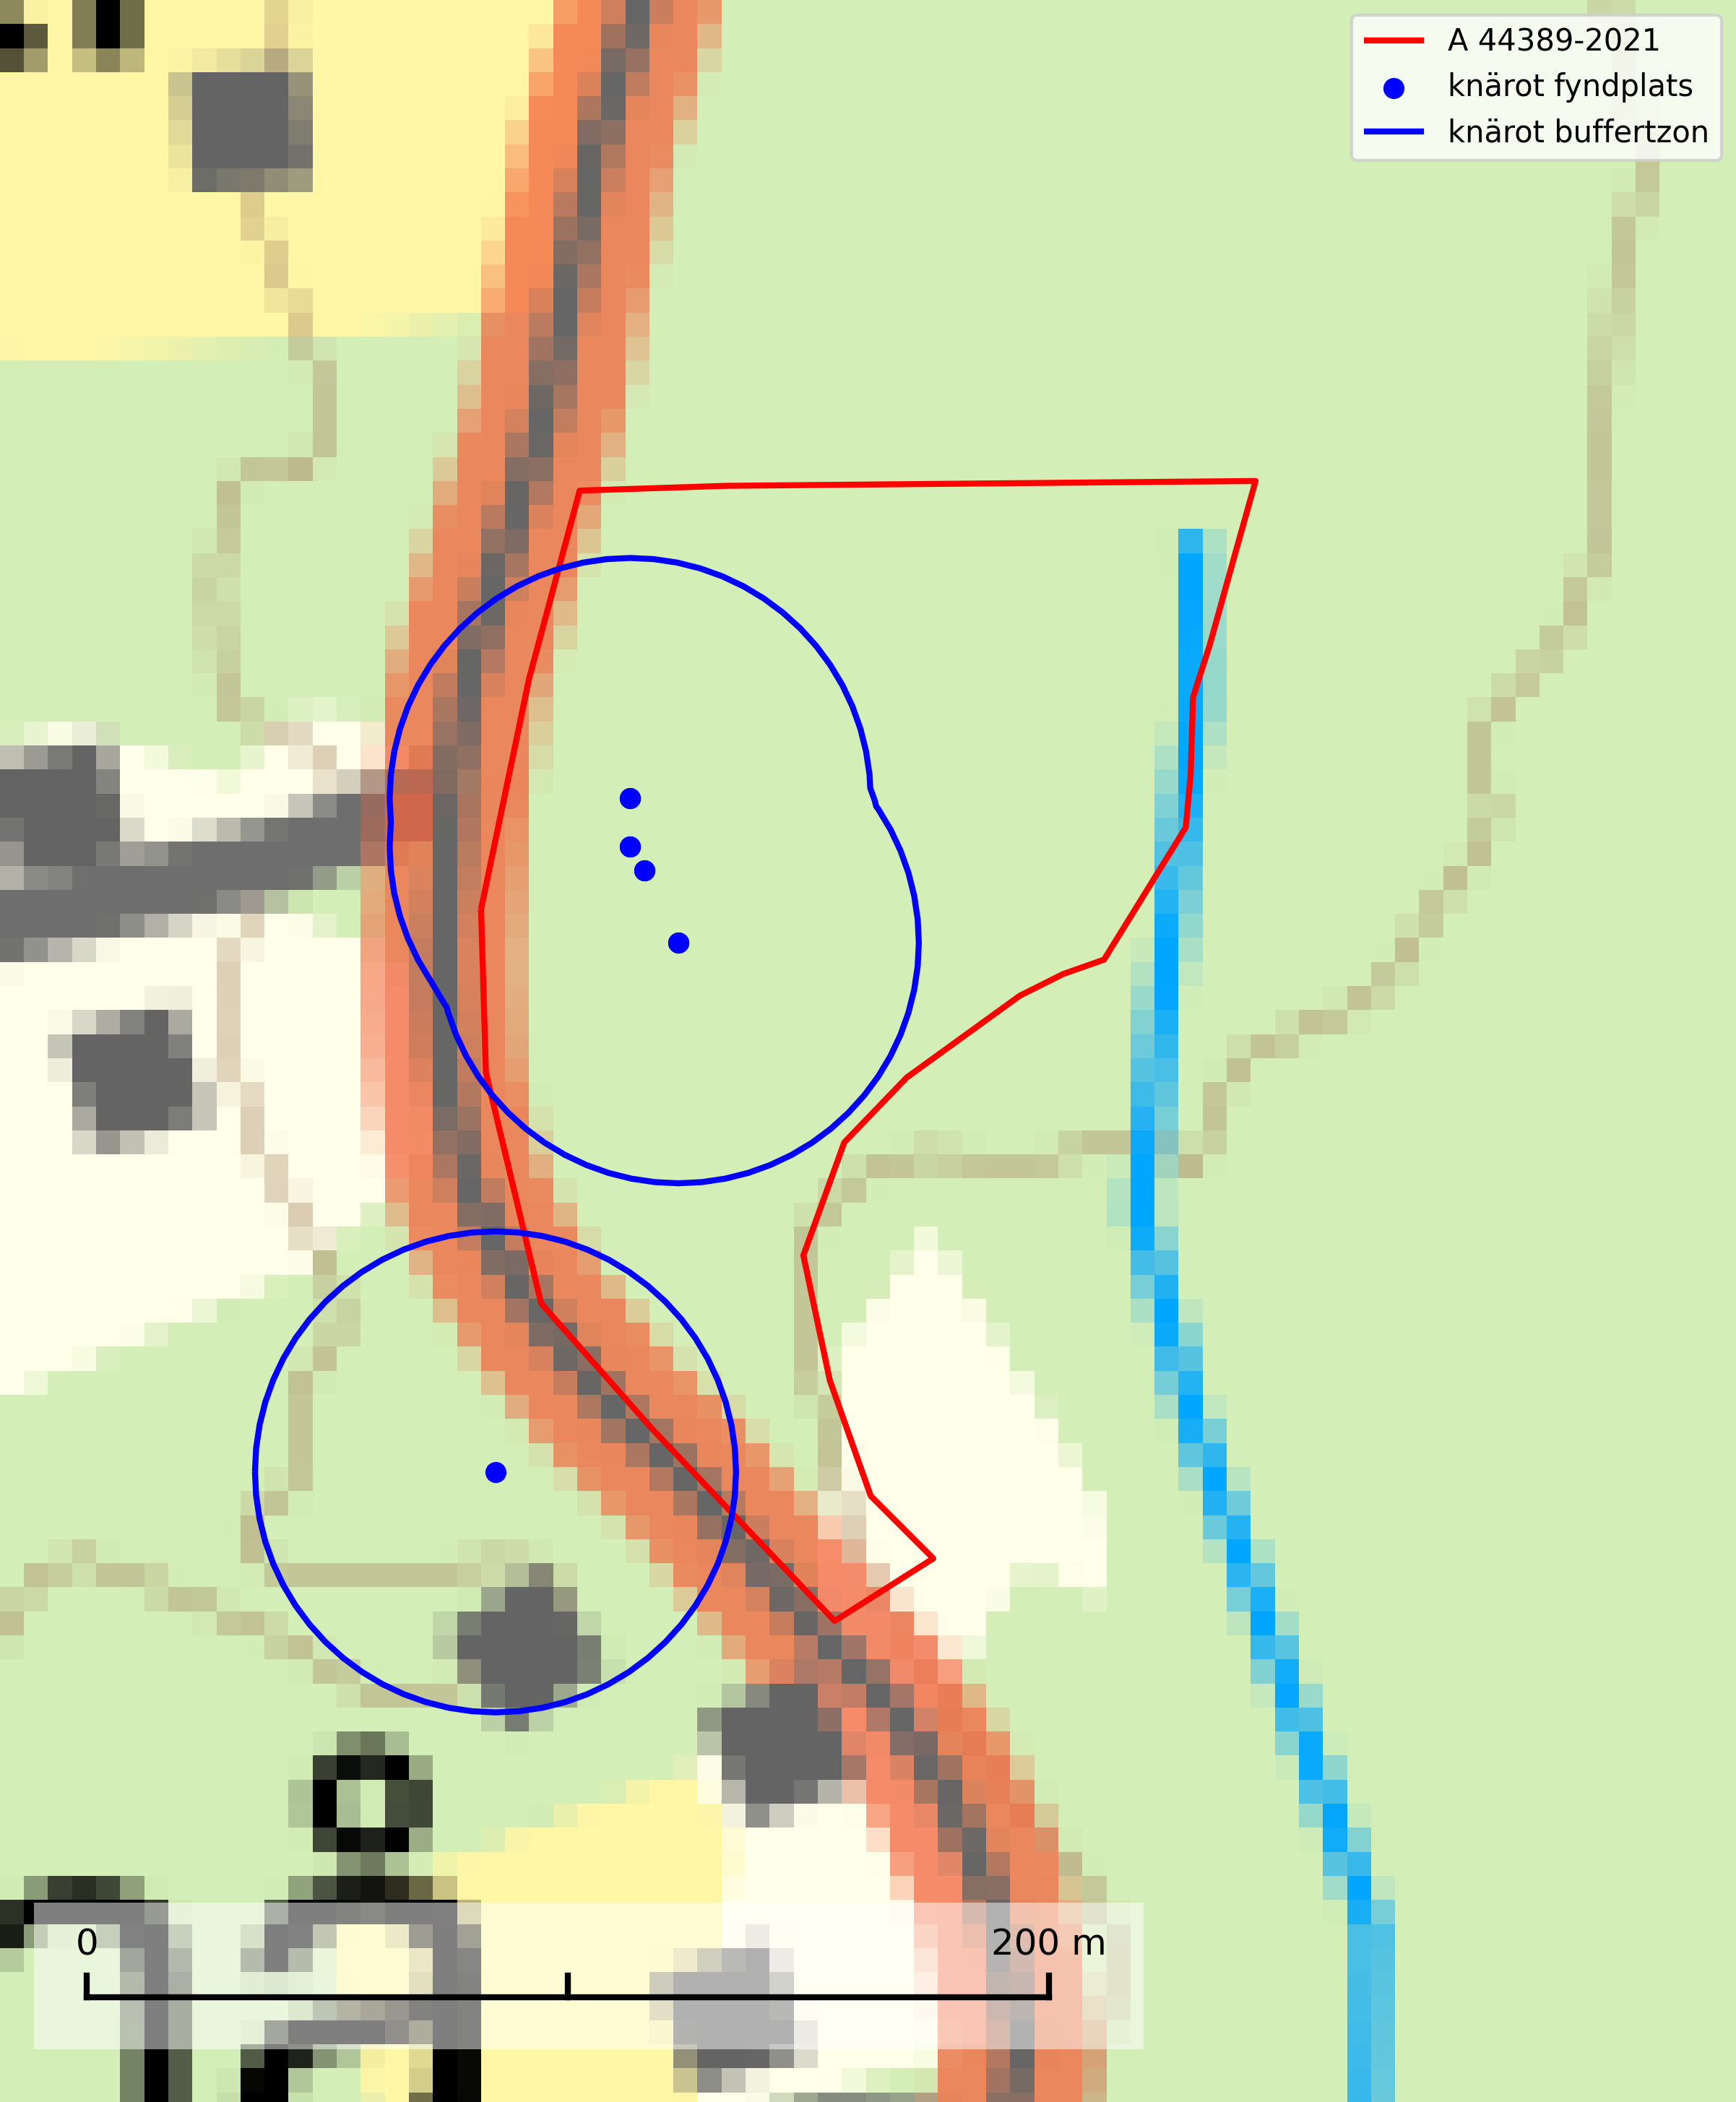 A 44389-2021
knärot fyndplats
knärot buffertzon
0
200 m